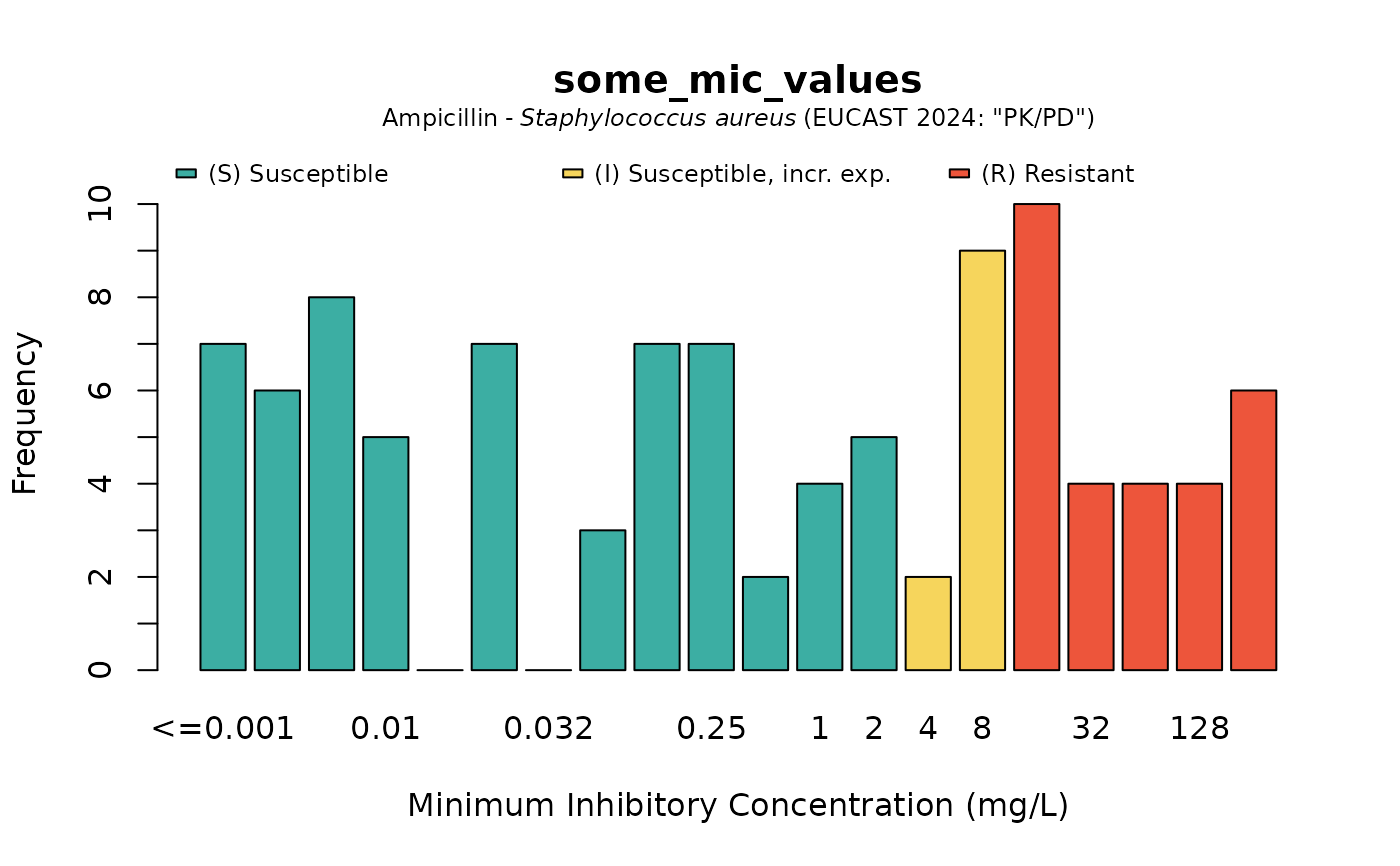 some_mic_values
Ampicillin - Staphylococcus aureus (EUCAST 2024: "PK/PD")
(S) Susceptible (I) Susceptible, incr. exp. (R) Resistant
Frequency
10
8
6
4
2
0
<=0.001 0.01 0.032 0.25 1 2 4 8 32 128
Minimum Inhibitory Concentration (mg/L)